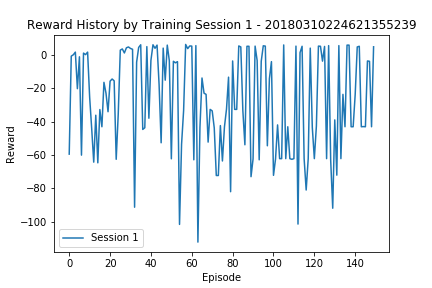 Reward History by Training Session 1 - 20180310224621355239
0
−20
−40
−60
−80
−100
Reward
Session 1
0 20 40 60 80 100 120 140
Episode